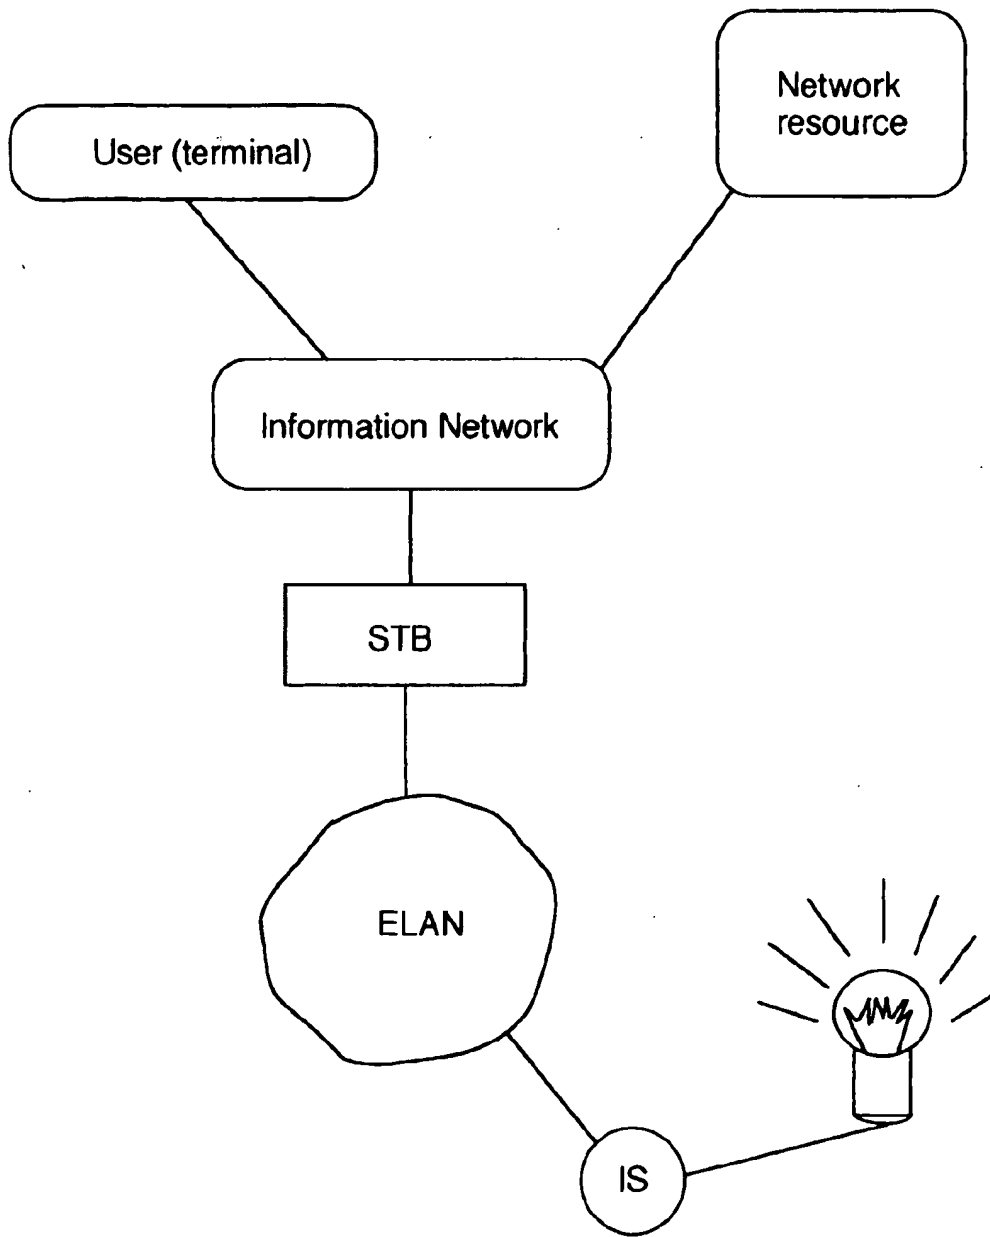 Network
resource
User (terminal)
Information Network
STB
ELAN
IS